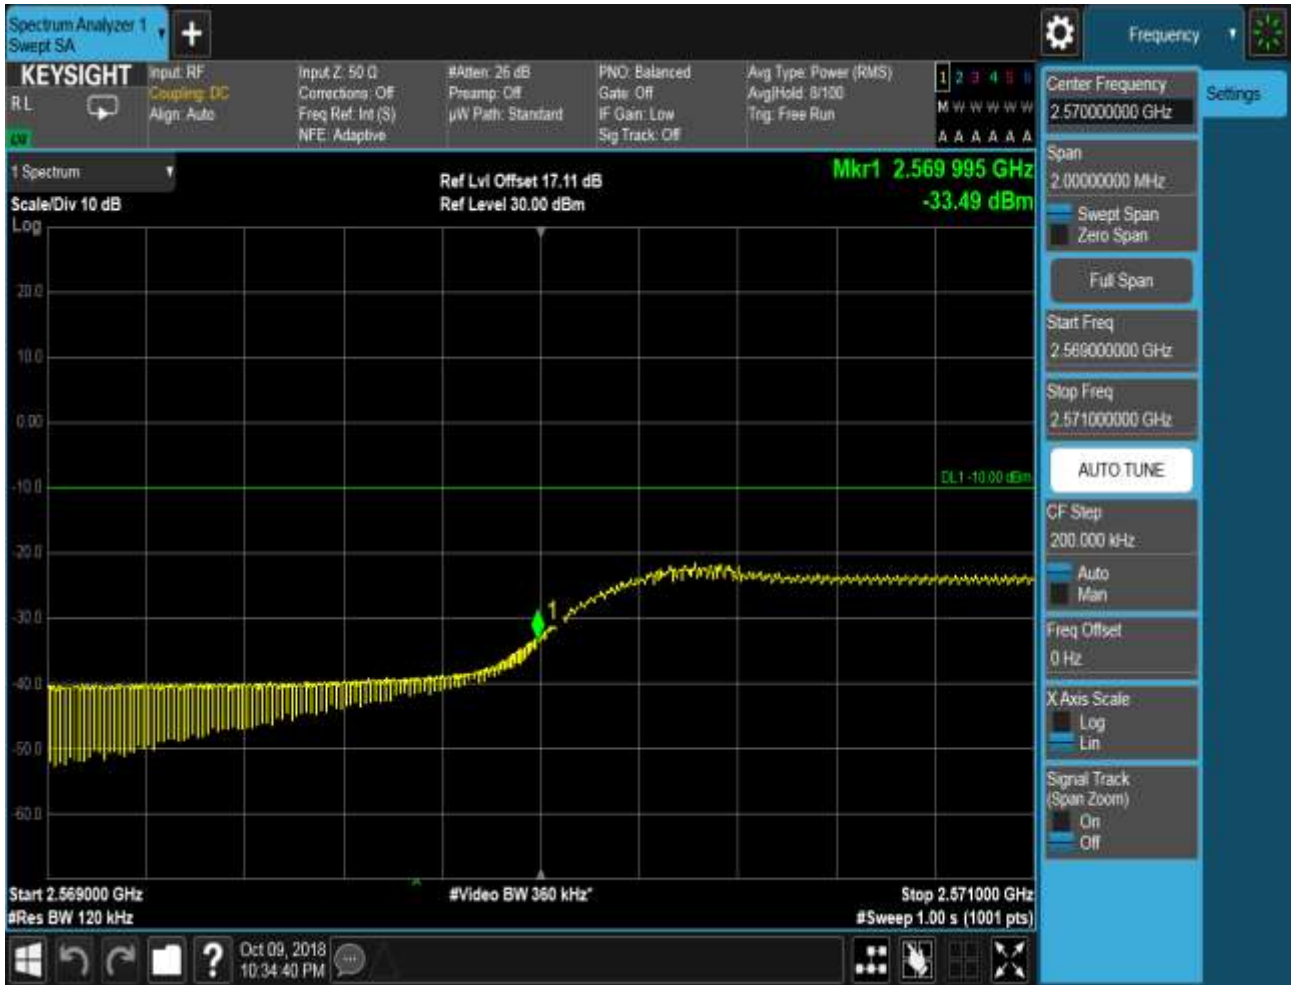 Spectrum Analyzer 1
Swept SA
+
Frequency
KEYSIGHT
RL
Input: RF
Coupling: DC
Align: Auto
Input Z: 50 Ω
Corrections: Off
Freq Ref: Int (S)
NFE: Adaptive
#Atten: 26 dB
Preamp: Off
µW Path: Standard
PNO: Balanced
Gate: Off
IF Gain: Low
Sig Track: Off
Avg Type: Power (RMS)
Avg|Hold: 8/100
Trig: Free Run
1 2 3 4 5 6
M W W W W W
A A A A A A
1 Spectrum
Scale/Div 10 dB
Log
Ref Lvl Offset 17.11 dB
Ref Level 30.00 dBm
Mkr1 2.569 995 GHz
-33.49 dBm
20.0
10.0
0.00
-10.0
-20.0
-30.0
-40.0
-50.0
-60.0
DL1 -10.00 dBm
1
Start 2.569000 GHz
#Res BW 120 kHz
#Video BW 360 kHz*
Stop 2.571000 GHz
#Sweep 1.00 s (1001 pts)
Center Frequency
2.570000000 GHz
Settings
Span
2.00000000 MHz
Swept Span
Zero Span
Full Span
Start Freq
2.569000000 GHz
Stop Freq
2.571000000 GHz
AUTO TUNE
CF Step
200.000 kHz
Auto
Man
Freq Offset
0 Hz
X Axis Scale
Log
Lin
Signal Track
(Span Zoom)
On
Off
?
Oct 09, 2018
10:34:40 PM